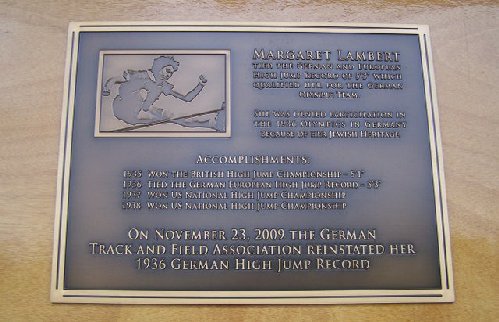 MARGARET LAMBERT
TIED THE GERMAN AND EUROPEAN
HIGH JUMP RECORD OF 5'3" WHICH
QUALIFIED HER FOR THE GERMAN
OLYMPIC TEAM.
SHE WAS DENIED PARTICIPATION IN
THE 1936 OLYMPICS IN GERMANY
BECAUSE OF HER JEWISH HERITAGE
ACCOMPLISHMENTS:
1935 WON THE BRITISH HIGH JUMP CHAMPIONSHIP - 5'1"
1936 TIED THE GERMAN EUROPEAN HIGH JUMP RECORD - 5'3"
1937 WON US NATIONAL HIGH JUMP CHAMPIONSHIP
1938 WON US NATIONAL HIGH JUMP CHAMPIONSHIP
ON NOVEMBER 23, 2009 THE GERMAN
TRACK AND FIELD ASSOCIATION REINSTATED HER
1936 GERMAN HIGH JUMP RECORD